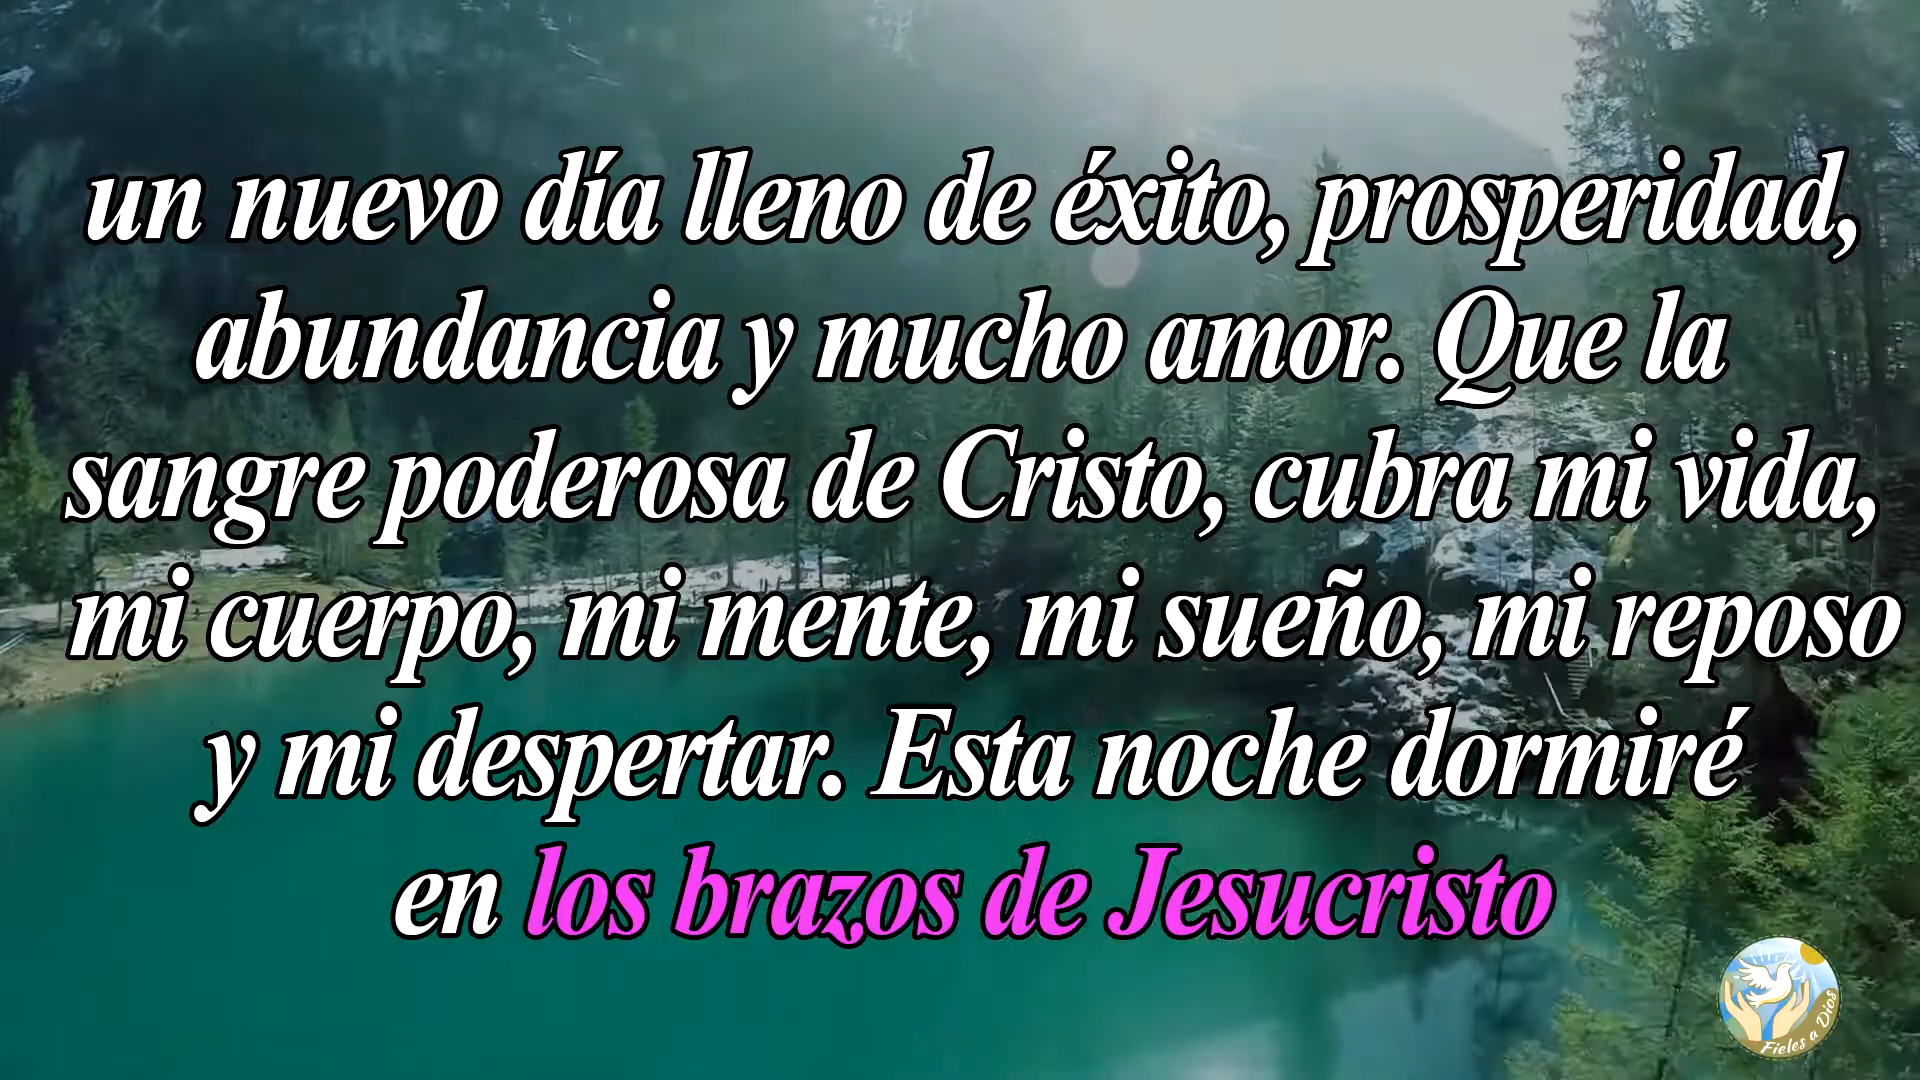 un nuevo día lleno de éxito, prosperidad,
abundancia y mucho amor. Que la
sangre poderosa de Cristo, cubra mi vida,
mi cuerpo, mi mente, mi sueño, mi reposo
y mi despertar. Esta noche dormiré
en los brazos de Jesucristo
Fieles a Dios